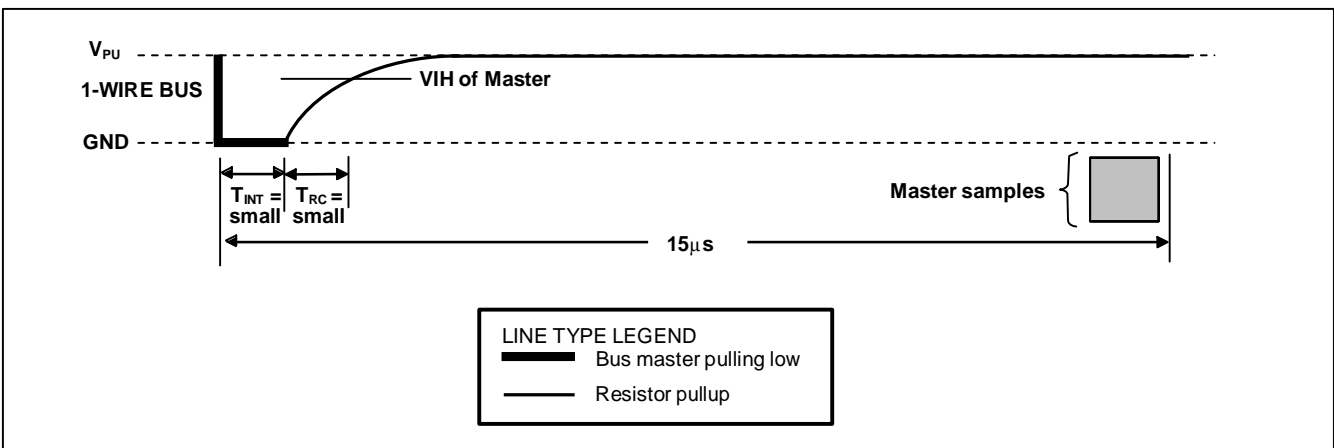 VPU
1-WIRE BUS
VIH of Master
GND
TINT =
small
TRC =
small
Master samples
15μs
LINE TYPE LEGEND
Bus master pulling low
Resistor pullup